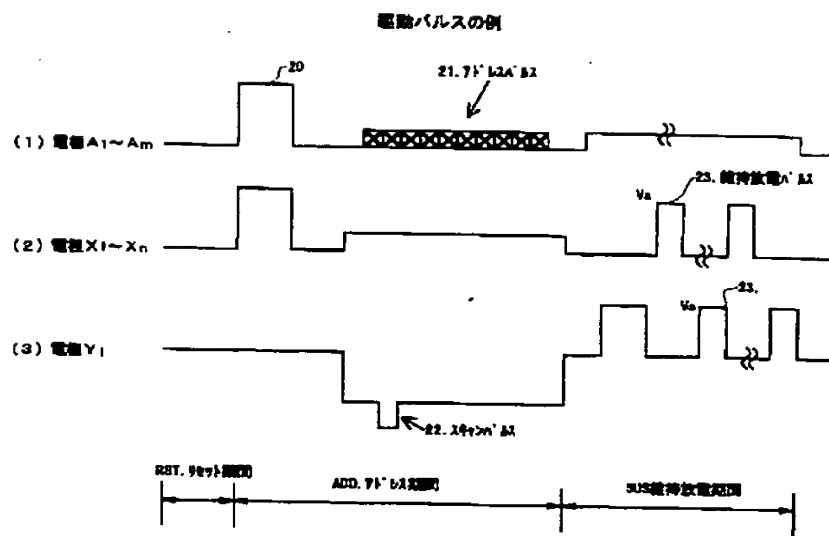 駆動パルスの例
20
21.アドレスパルス
(1) 電極A1~Am
23.維持放電パルス
Va
(2) 電極X1~Xn
23.
Va
(3) 電極Y1
22.スキャンパルス
RST.リセット期間
ADD.アドレス期間
SUS維持放電期間